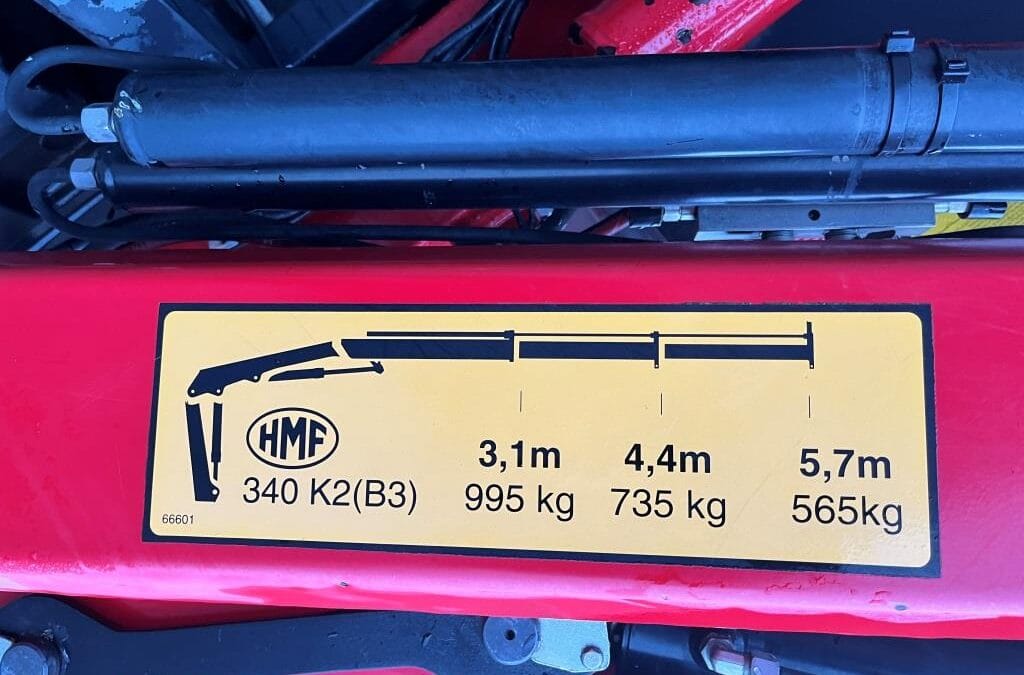 HMF
340 K2(B3)
3,1m 4,4m 5,7m
995 kg 735 kg 565kg
66601